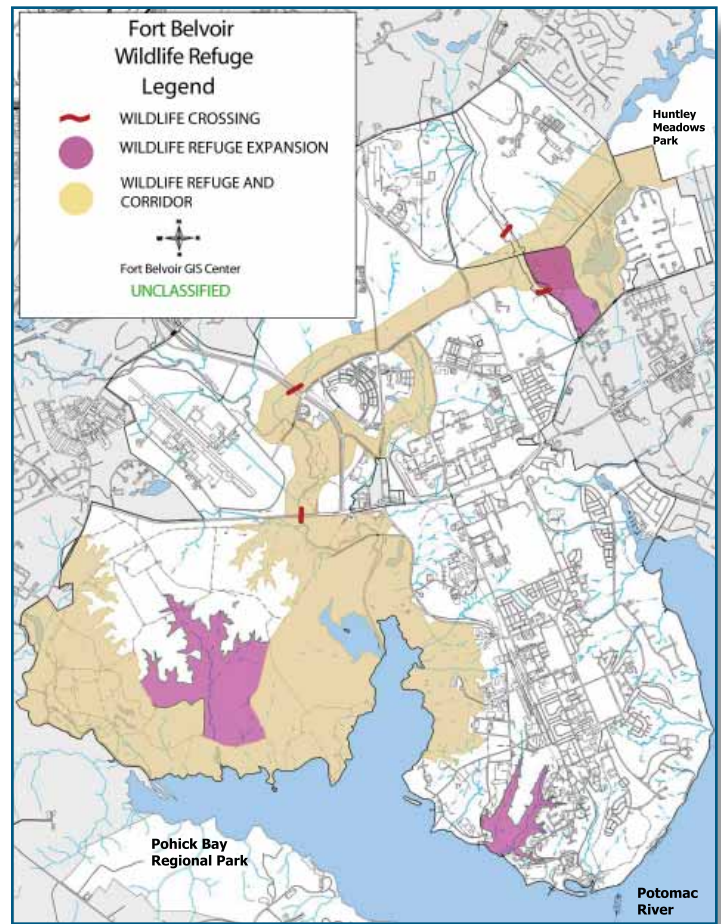 Fort Belvoir
Wildlife Refuge
Legend
WILDLIFE CROSSING
WILDLIFE REFUGE EXPANSION
WILDLIFE REFUGE AND
CORRIDOR
Fort Belvoir GIS Center
UNCLASSIFIED
Huntley
Meadows
Park
Pohick Bay
Regional Park
Potomac
River